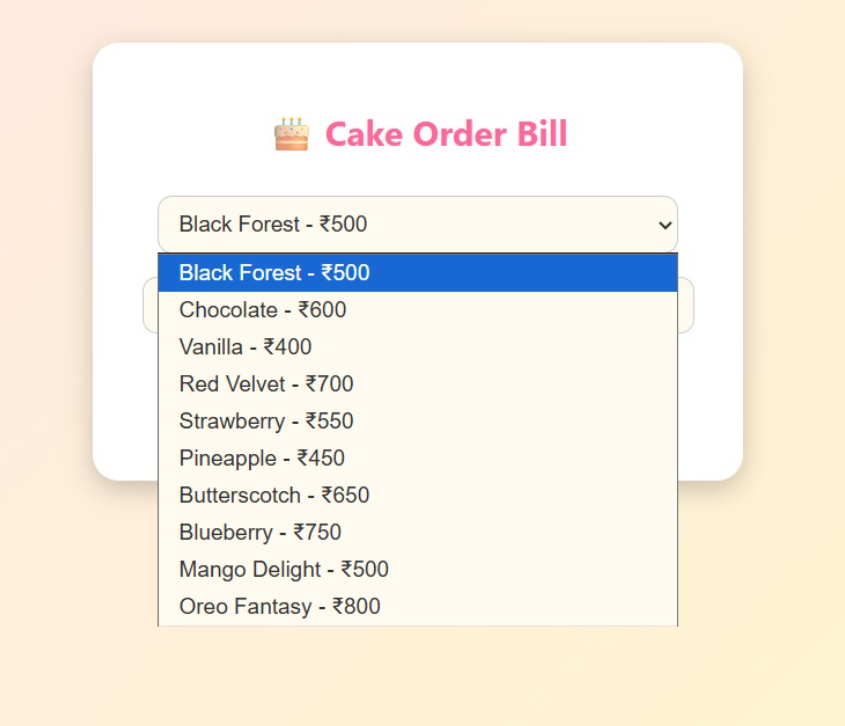 Cake Order Bill
Black Forest - ₹500
Black Forest - ₹500
Chocolate - ₹600
Vanilla - ₹400
Red Velvet - ₹700
Strawberry - ₹550
Pineapple - ₹450
Butterscotch - ₹650
Blueberry - ₹750
Mango Delight - ₹500
Oreo Fantasy - ₹800